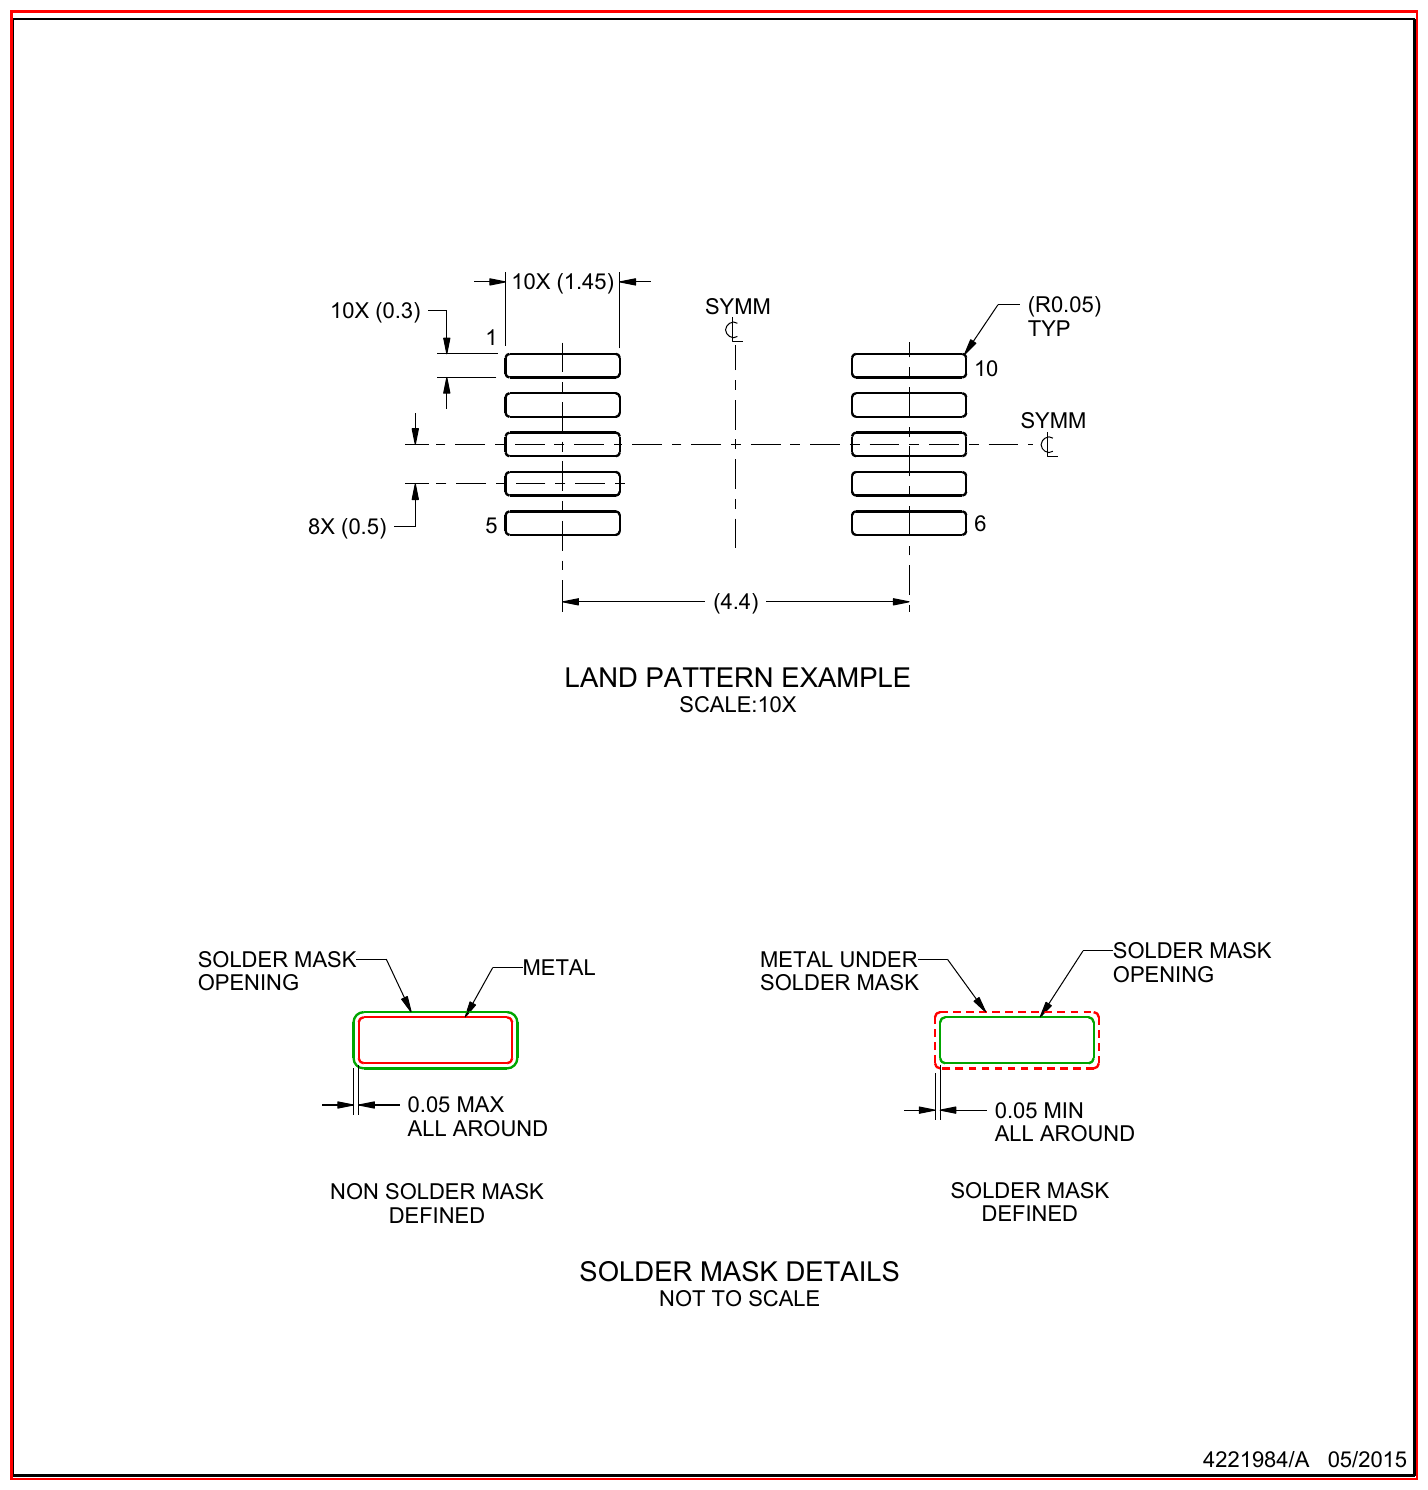 10X (1.45)
10X (0.3)
1
SYMM
(R0.05)
TYP
10
SYMM
8X (0.5)
5
6
(4.4)
LAND PATTERN EXAMPLE
SCALE:10X
SOLDER MASK
OPENING
METAL
0.05 MAX
ALL AROUND
NON SOLDER MASK
DEFINED
METAL UNDER
SOLDER MASK
SOLDER MASK
OPENING
0.05 MIN
ALL AROUND
SOLDER MASK
DEFINED
SOLDER MASK DETAILS
NOT TO SCALE
4221984/A 05/2015